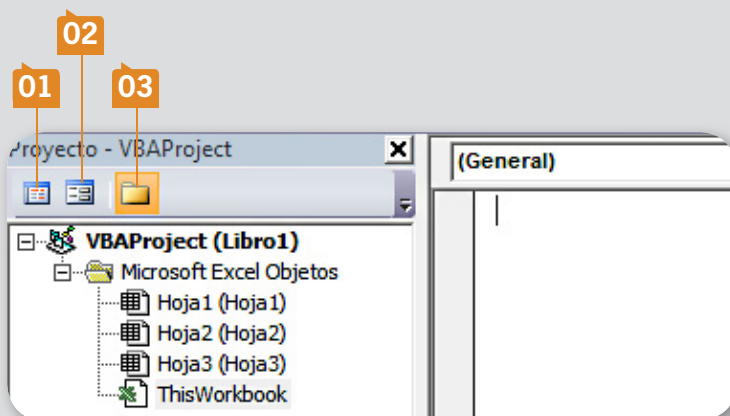 02
01
03
Proyecto - VBAProject
(General)
VBAProject (Libro1)
Microsoft Excel Objetos
Hoja1 (Hoja1)
Hoja2 (Hoja2)
Hoja3 (Hoja3)
ThisWorkbook